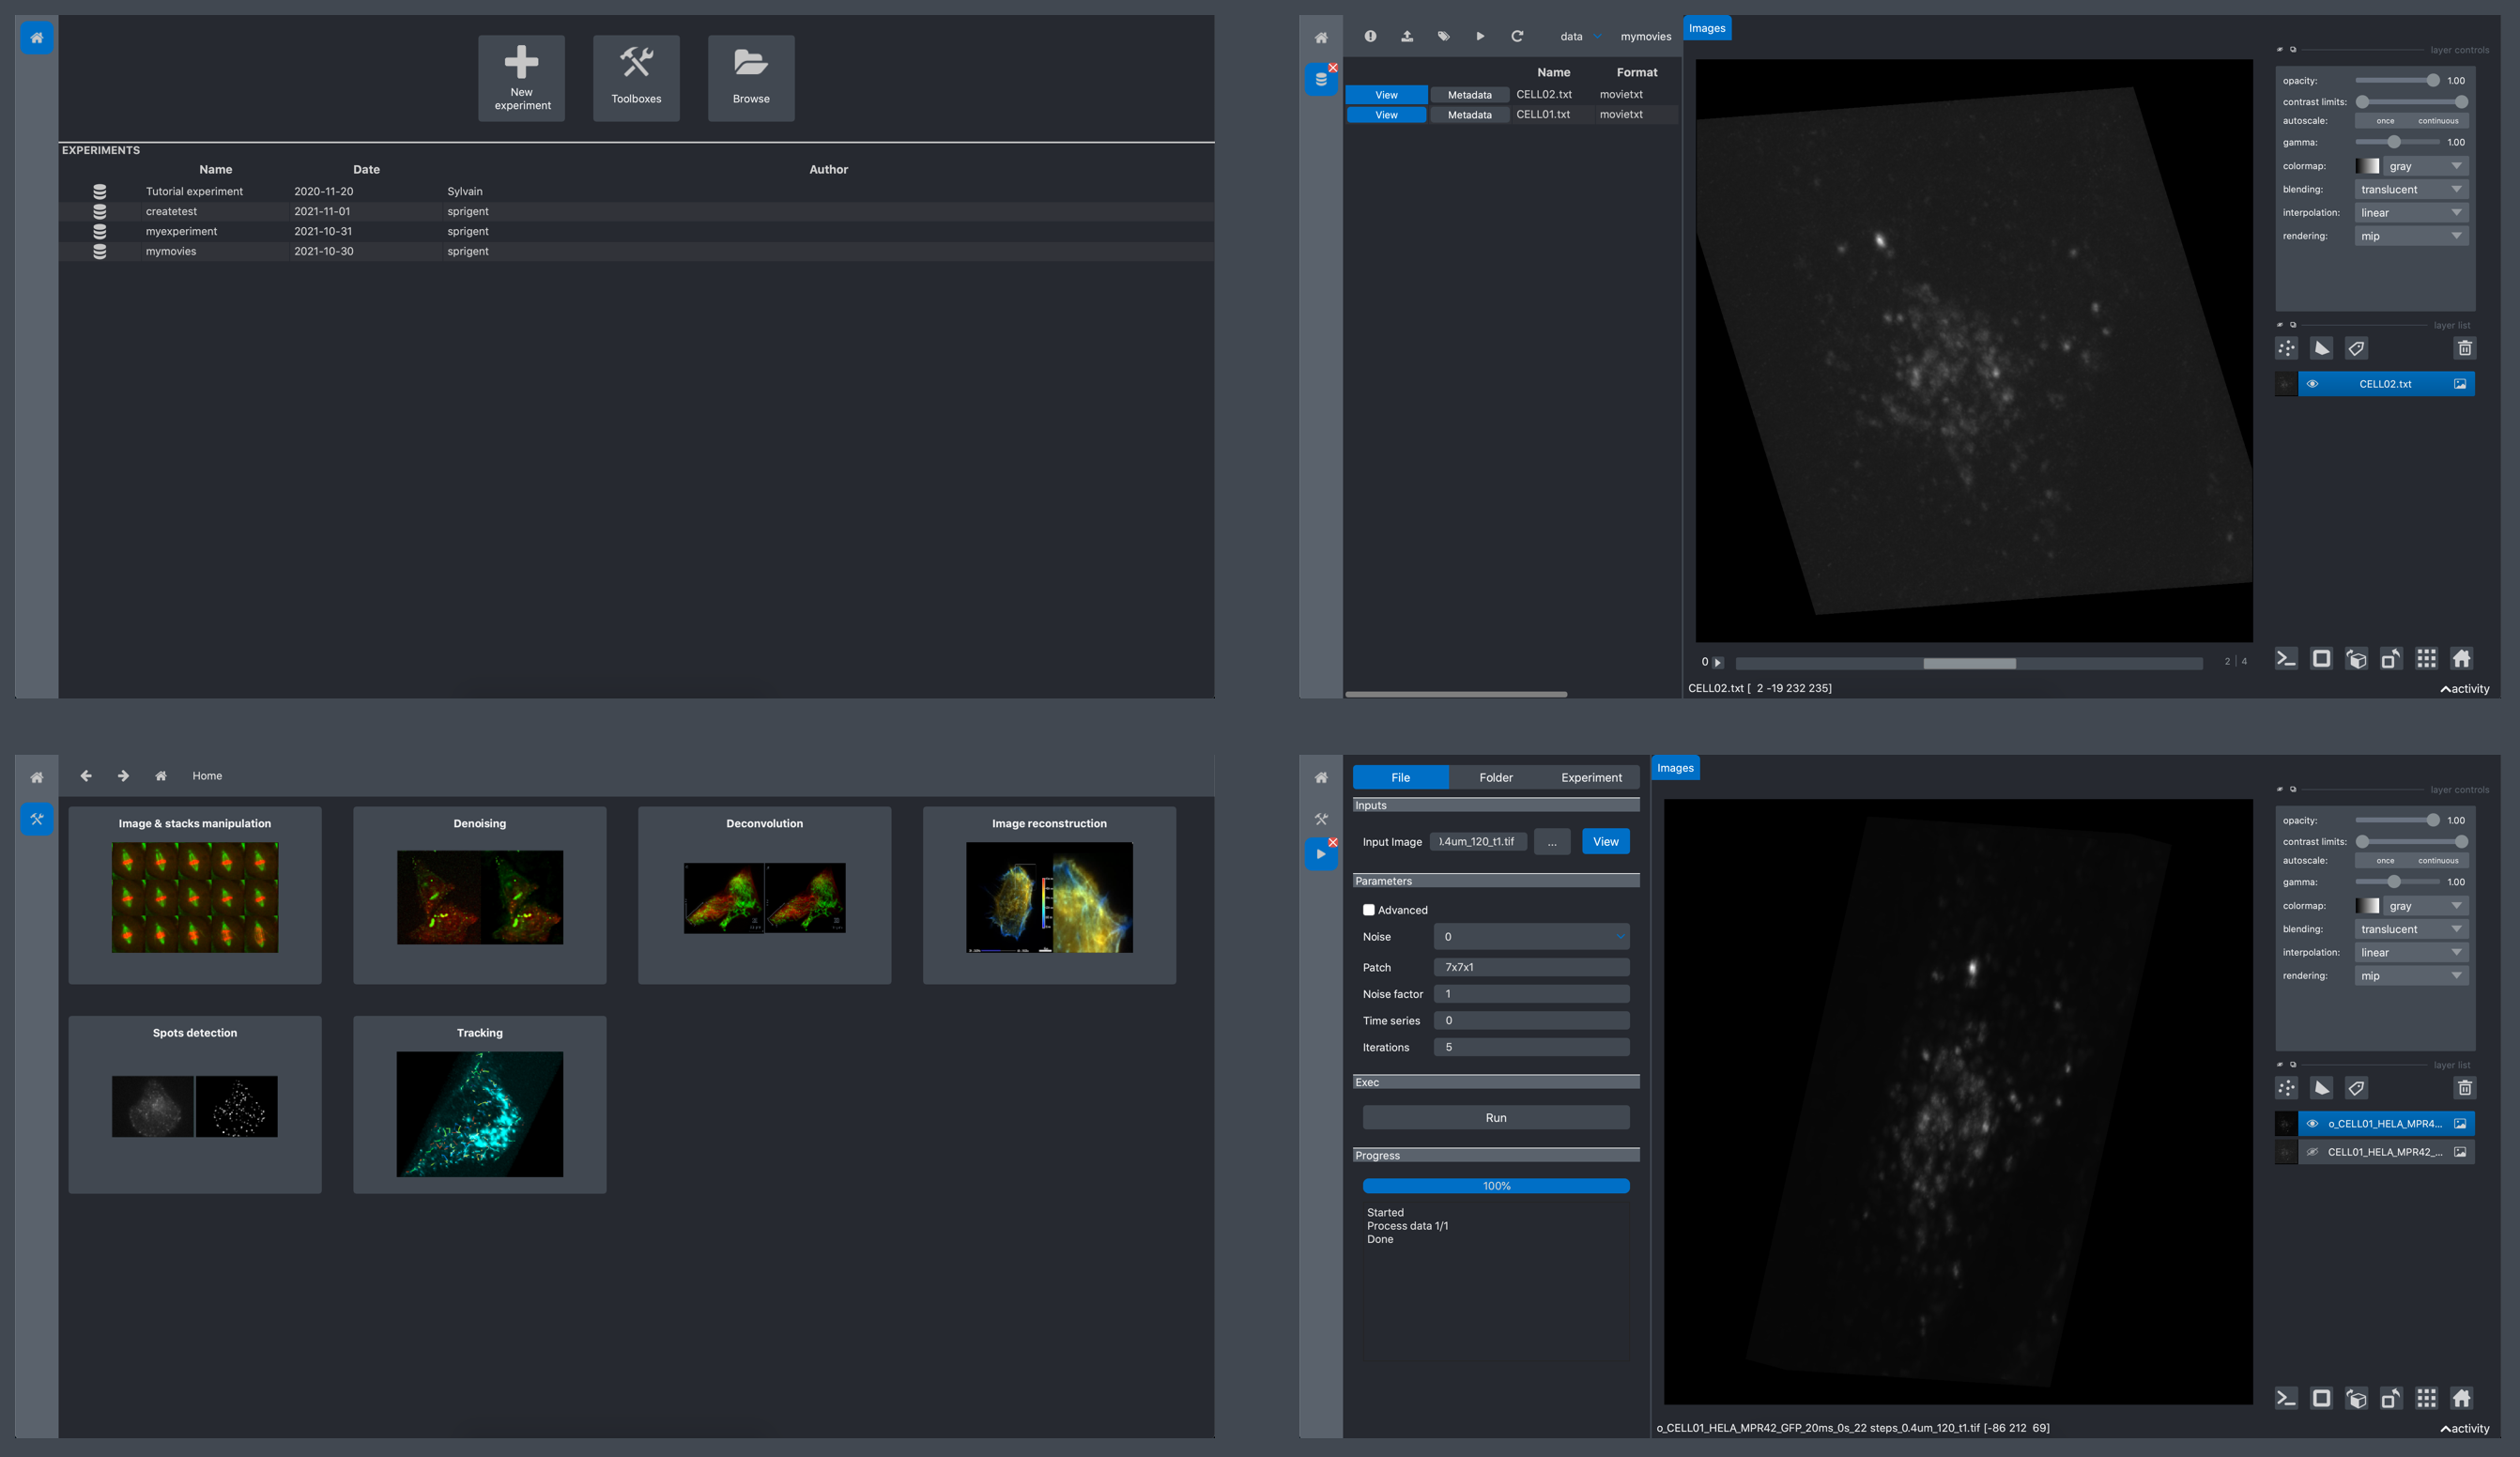 New
experiment
Toolboxes
Browse
EXPERIMENTS
Name Date Author
Tutorial experiment 2020-11-20 Sylvain
createtest 2021-11-01 sprigent
myexperiment 2021-10-31 sprigent
mymovies 2021-10-30 sprigent
data mymovies
Name Format
View Metadata CELL02.txt movietxt
View Metadata CELL01.txt movietxt
Images
0
2 | 4
CELL02.txt [ 2 -19 232 235]
layer controls
opacity: 1.00
contrast limits:
autoscale: once continuous
gamma: 1.00
colormap: gray
blending: translucent
interpolation: linear
rendering: mip
layer list
CELL02.txt
activity
Home
Image & stacks manipulation
Denoising
Deconvolution
Image reconstruction
Spots detection
Tracking
File Folder Experiment
Inputs
Input Image ).4um_120_t1.tif ... View
Parameters
Advanced
Noise 0
Patch 7x7x1
Noise factor 1
Time series 0
Iterations 5
Exec
Run
Progress
100%
Started
Process data 1/1
Done
Images
o_CELL01_HELA_MPR42_GFP_20ms_0s_22 steps_0.4um_120_t1.tif [-86 212 69]
layer controls
opacity: 1.00
contrast limits:
autoscale: once continuous
gamma: 1.00
colormap: gray
blending: translucent
interpolation: linear
rendering: mip
layer list
o_CELL01_HELA_MPR4...
CELL01_HELA_MPR42_...
activity